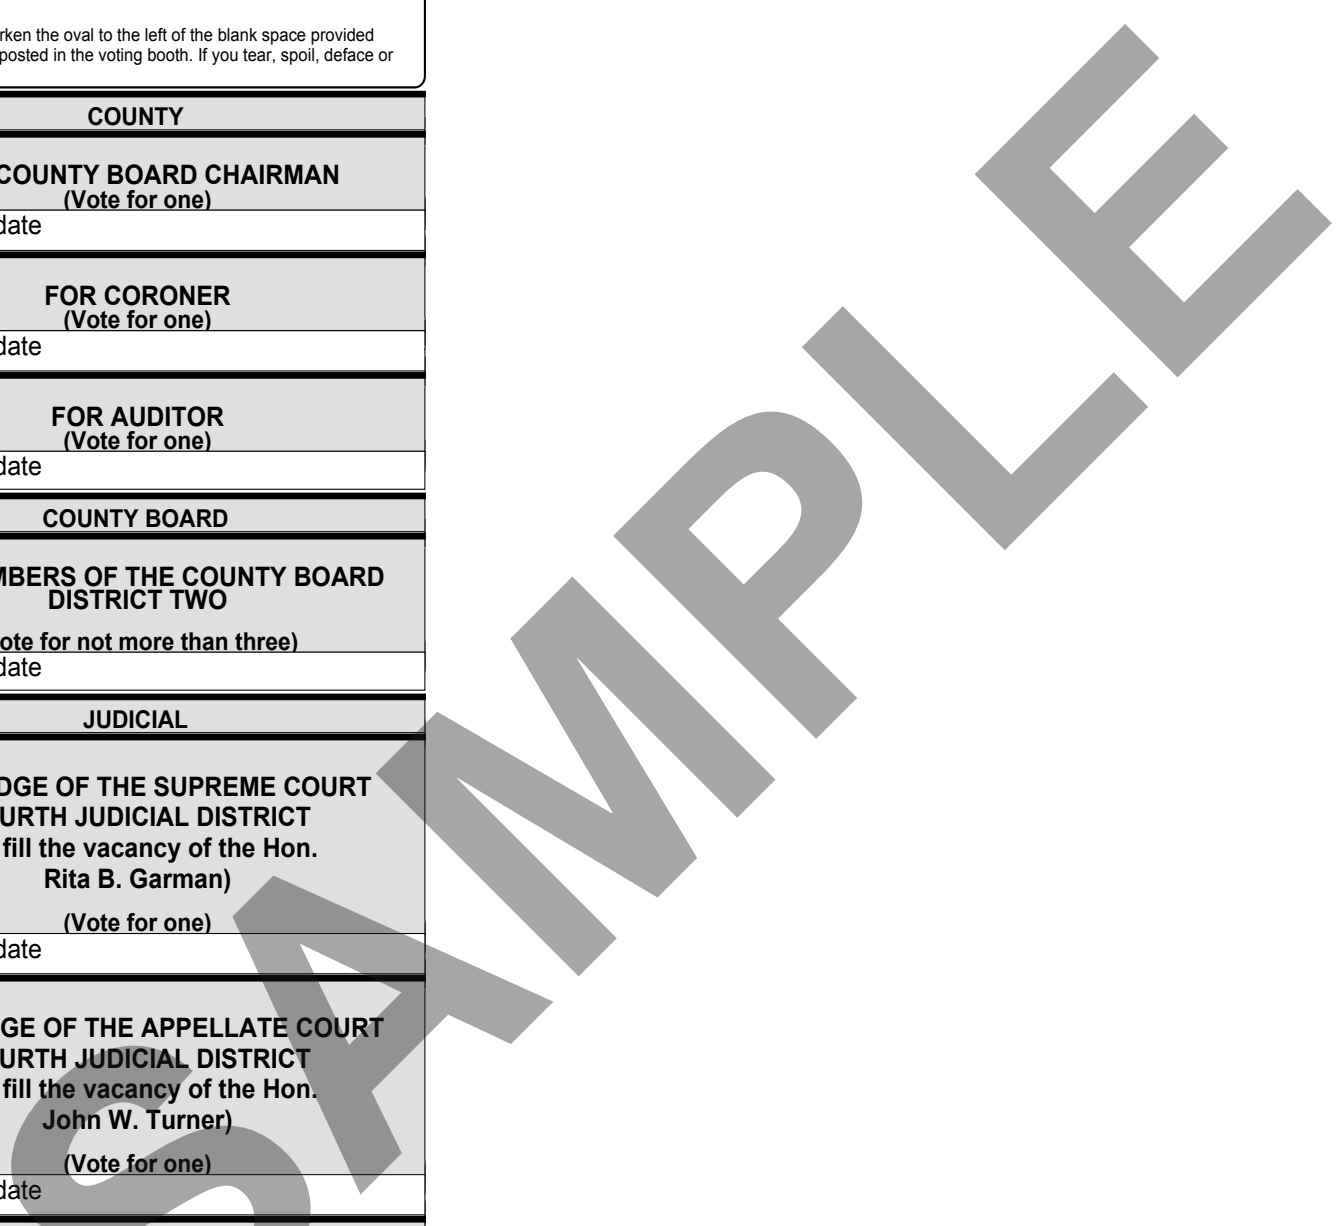 rken the oval to the left of the blank space provided
posted in the voting booth. If you tear, spoil, deface or
COUNTY
COUNTY BOARD CHAIRMAN
(Vote for one)
date
FOR CORONER
(Vote for one)
date
FOR AUDITOR
(Vote for one)
date
COUNTY BOARD
MBERS OF THE COUNTY BOARD
DISTRICT TWO
ote for not more than three)
date
JUDICIAL
DGE OF THE SUPREME COURT
URTH JUDICIAL DISTRICT
fill the vacancy of the Hon.
Rita B. Garman)
(Vote for one)
date
GE OF THE APPELLATE COURT
URTH JUDICIAL DISTRICT
fill the vacancy of the Hon.
John W. Turner)
(Vote for one)
date
SAMPLE